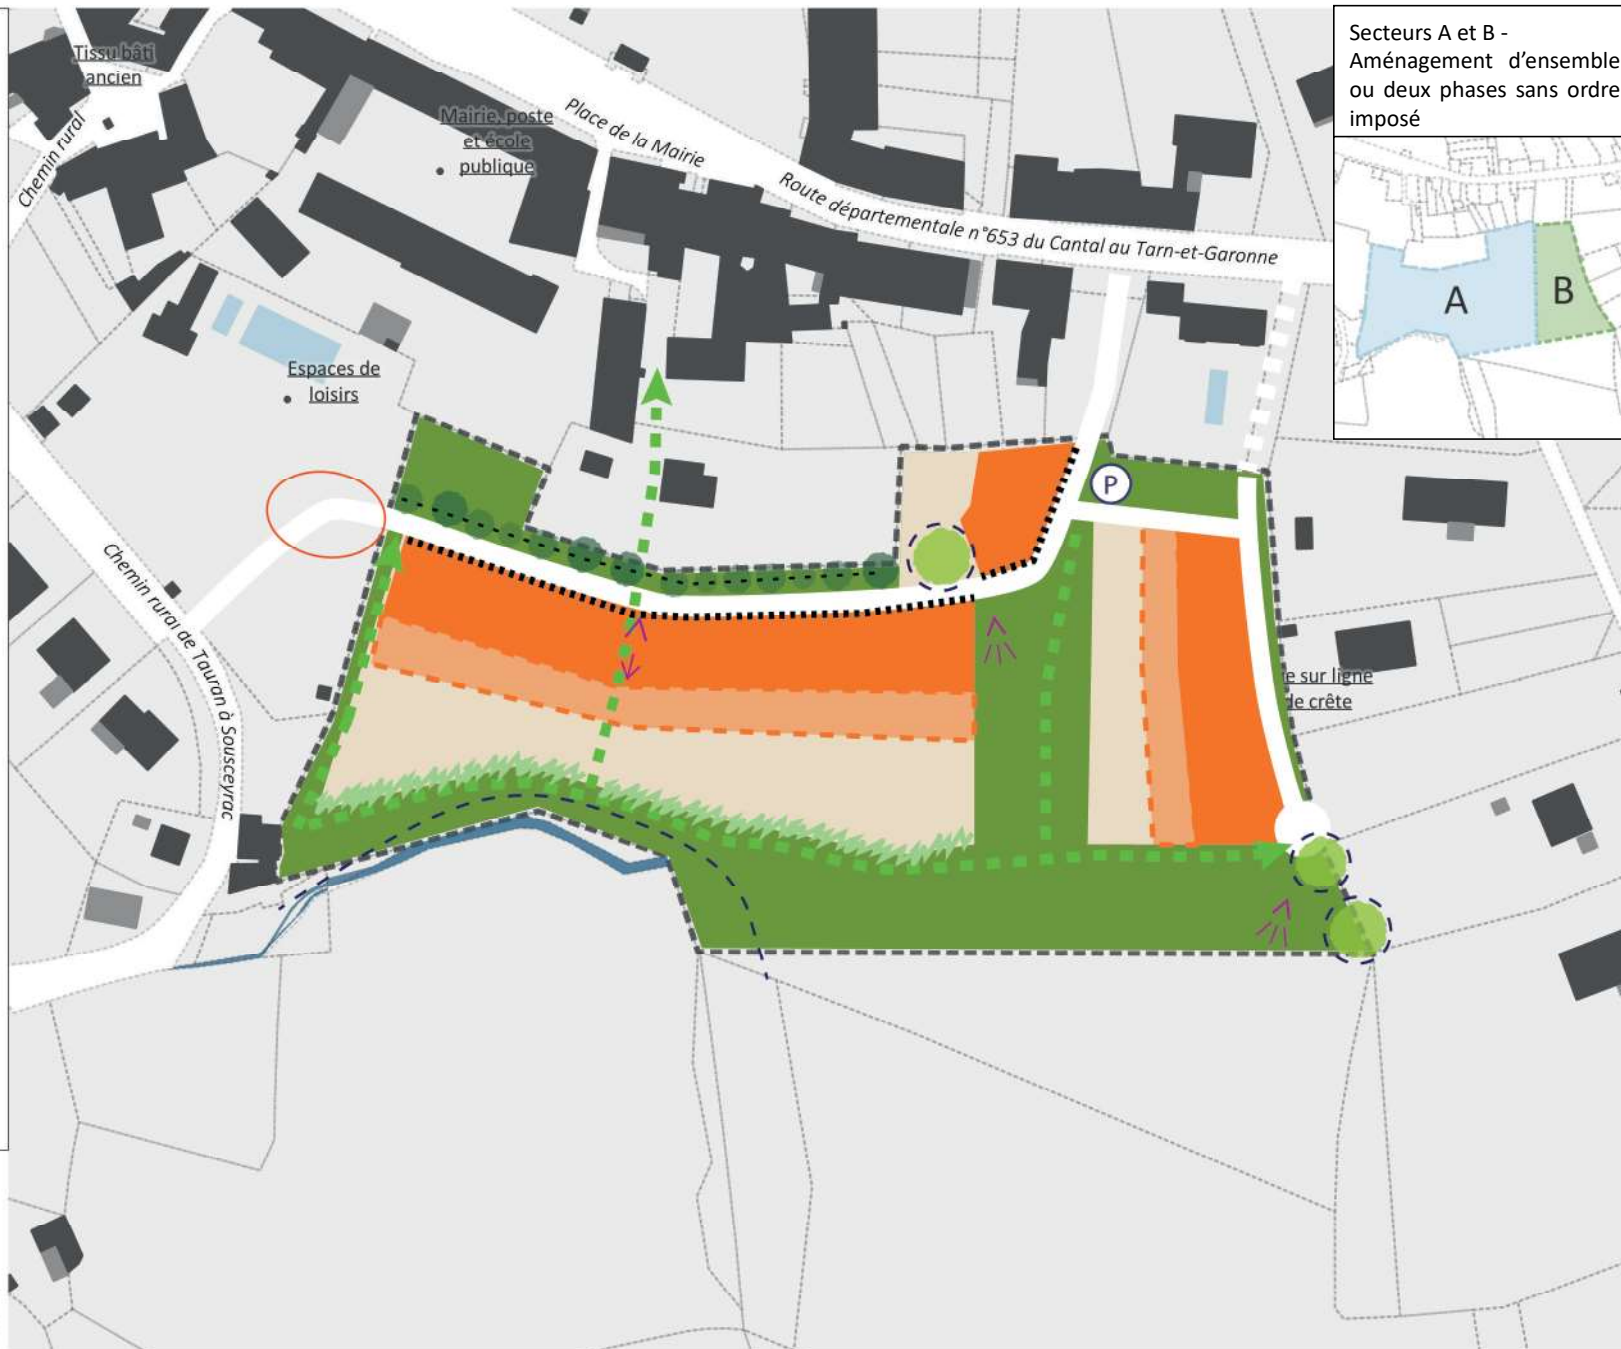 Tissu bâti
ancien
Chemin rural
Mairie, poste
et école
publique
Place de la Mairie
Route départementale n°653 du Cantal au Tarn-et-Garonne
Secteurs A et B -
Aménagement d'ensemble
ou deux phases sans ordre
imposé
A
B
Espaces de
loisirs
P
Chemin rural de Tauran à Sousceyrac
sur ligne
de crête